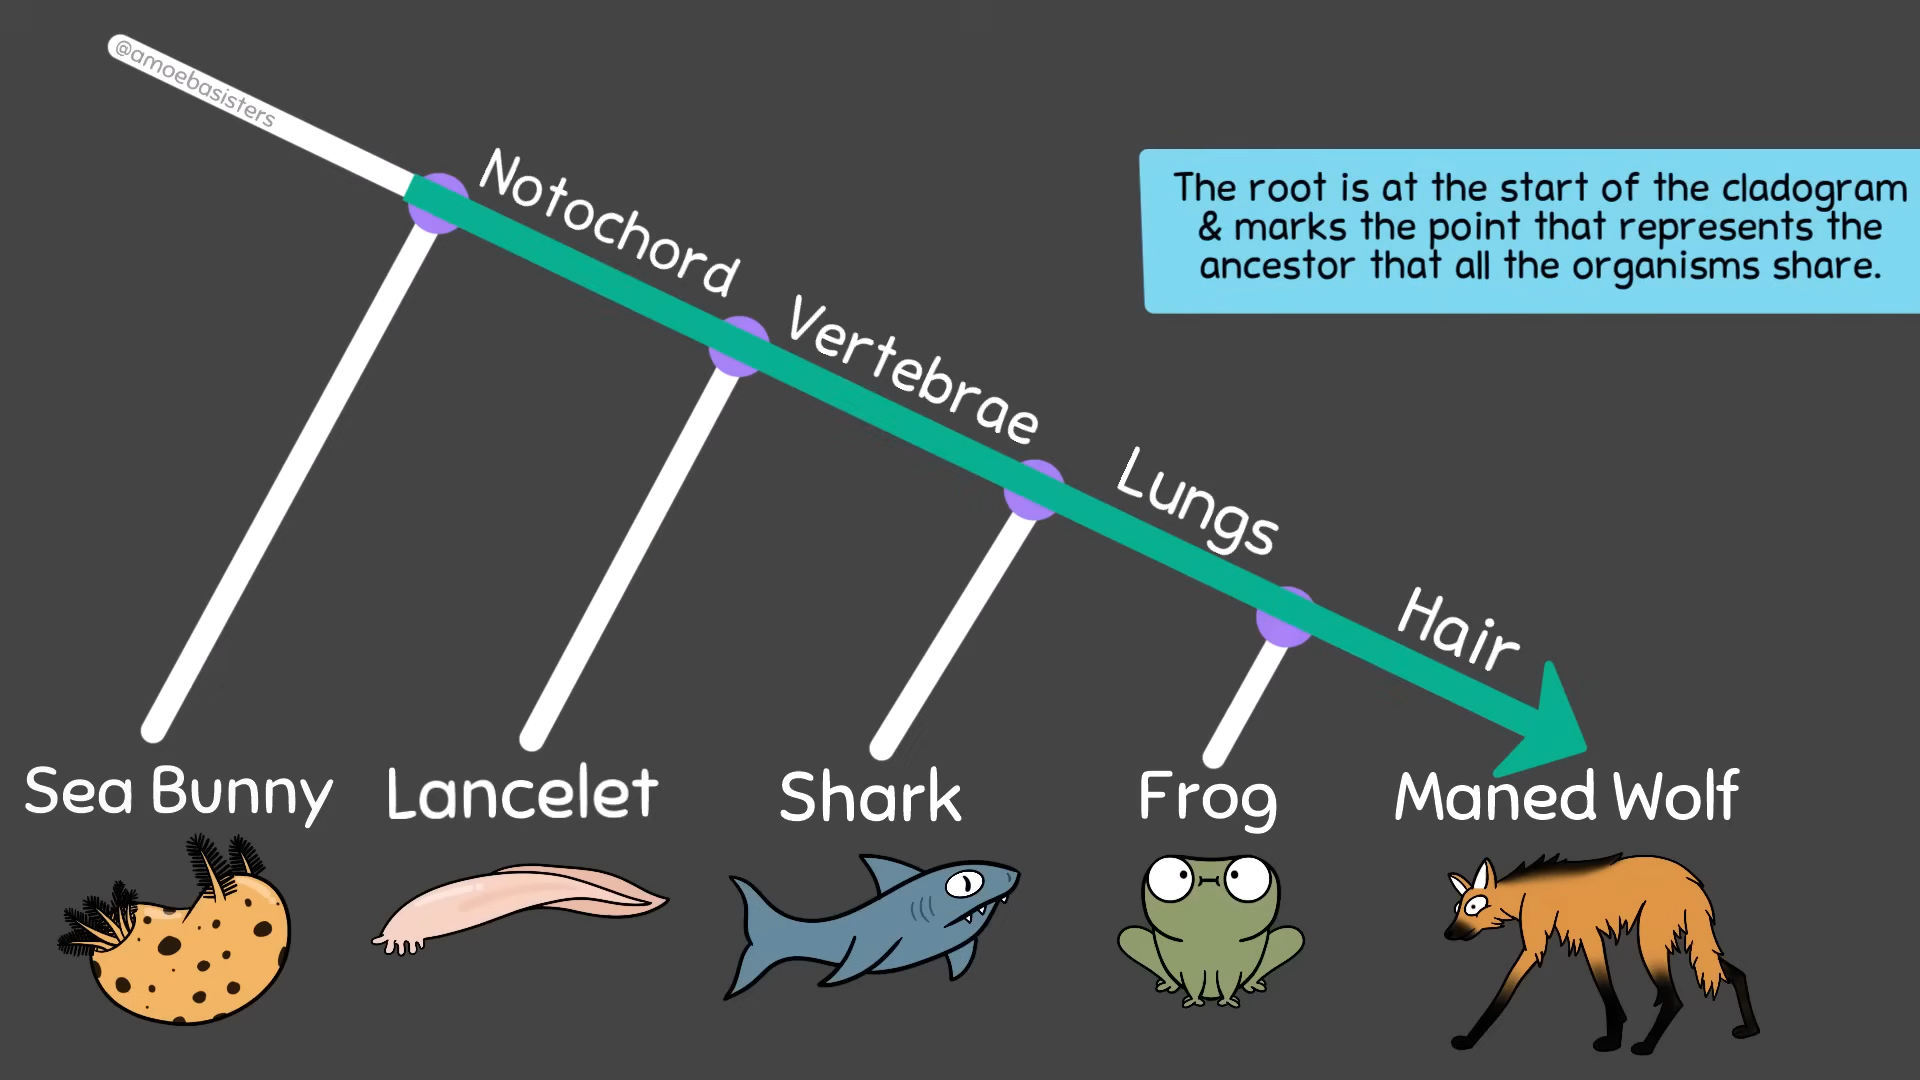 @amoebasisters
Notochord
Vertebrae
Lungs
Hair
The root is at the start of the cladogram
& marks the point that represents the
ancestor that all the organisms share.
Sea Bunny
Lancelet
Shark
Frog
Maned Wolf